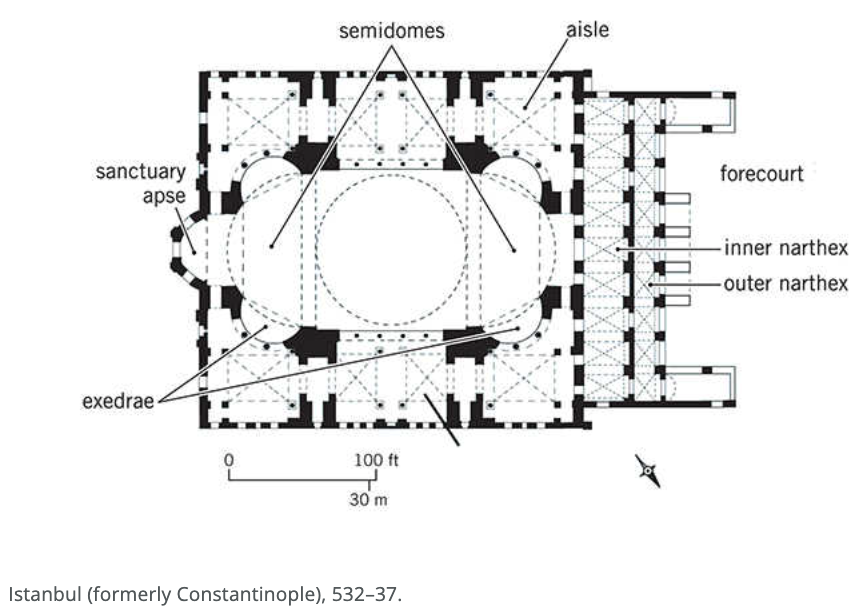 semidomes
aisle
sanctuary
apse
forecourt
inner narthex
outer narthex
exedrae
0
100 ft
30 m
Istanbul (formerly Constantinople), 532–37.